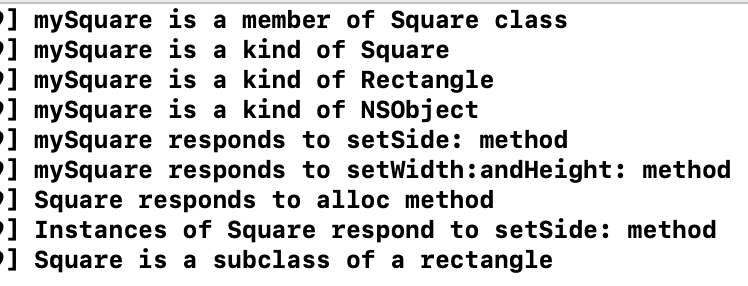 ] mySquare is a member of Square class
] mySquare is a kind of Square
] mySquare is a kind of Rectangle
] mySquare is a kind of NSObject
] mySquare responds to setSide: method
] mySquare responds to setWidth:andHeight: method
] Square responds to alloc method
] Instances of Square respond to setSide: method
] Square is a subclass of a rectangle